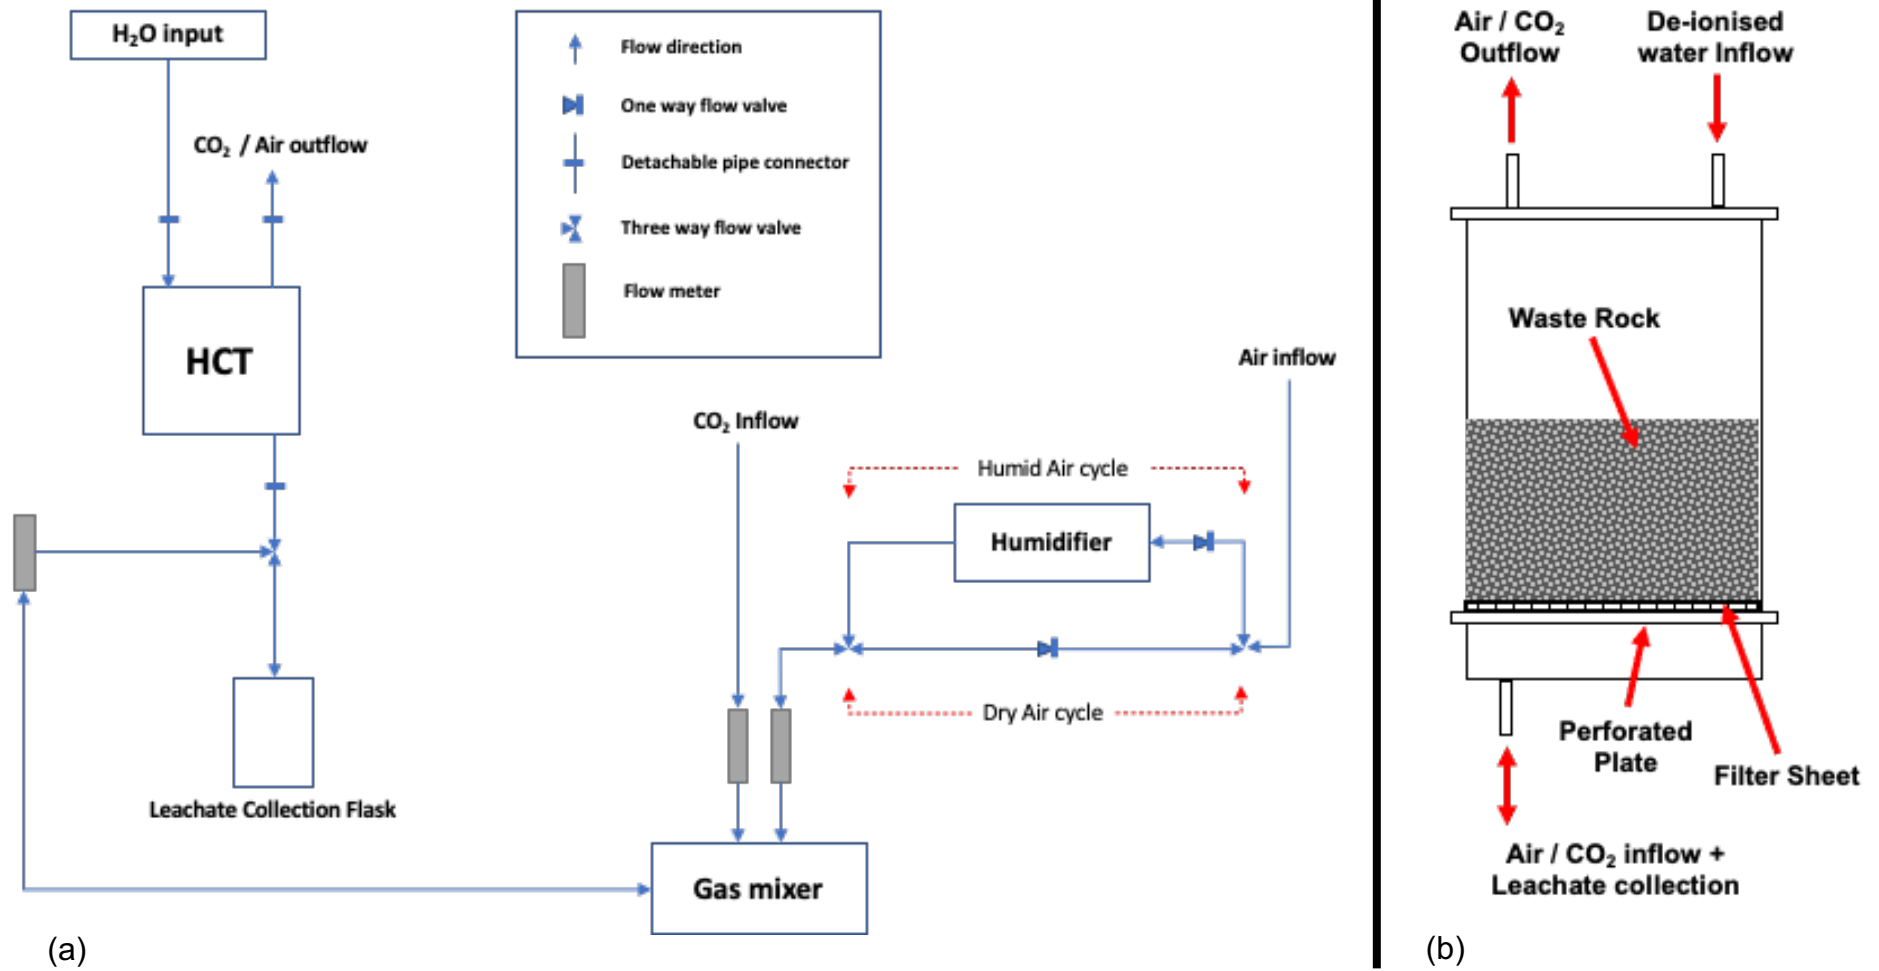 H₂O input
CO₂ / Air outflow
HCT
Leachate Collection Flask
Flow direction
One way flow valve
Detachable pipe connector
Three way flow valve
Flow meter
Air inflow
CO₂ Inflow
Humid Air cycle
Humidifier
Dry Air cycle
Gas mixer
(a)
Air / CO₂
Outflow
De-ionised
water Inflow
Waste Rock
Perforated
Plate
Filter Sheet
Air / CO₂ inflow +
Leachate collection
(b)